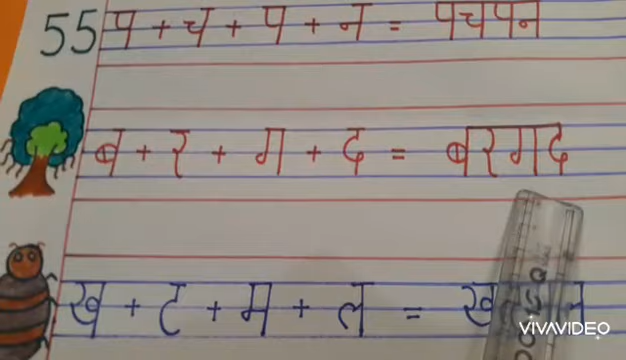 55 प + च + प + न = पचपन
ब + र + ग + द = बरगद
ख + ट + म + ल =
VIVAVIDEO